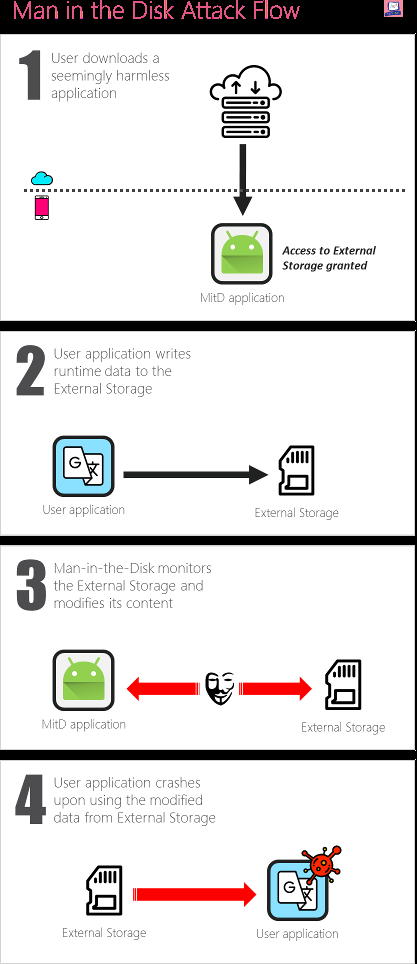 Man in the Disk Attack Flow
1
User downloads a
seemingly harmless
application
Access to External
Storage granted
MitD application
2
User application writes
runtime data to the
External Storage
G
User application
External Storage
3
Man-in-the-Disk monitors
the External Storage and
modifies its content
MitD application
External Storage
4
User application crashes
upon using the modified
data from External Storage
G
External Storage
User application